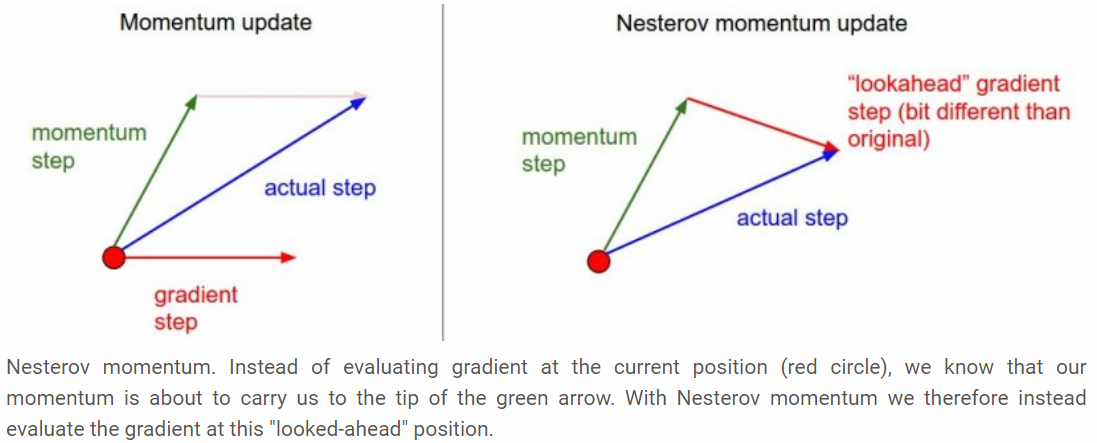 Momentum update
momentum
step
actual step
gradient
step
Nesterov momentum update
momentum
step
"lookahead" gradient
step (bit different than
original)
actual step
Nesterov momentum. Instead of evaluating gradient at the current position (red circle), we know that our
momentum is about to carry us to the tip of the green arrow. With Nesterov momentum we therefore instead
evaluate the gradient at this "looked-ahead" position.